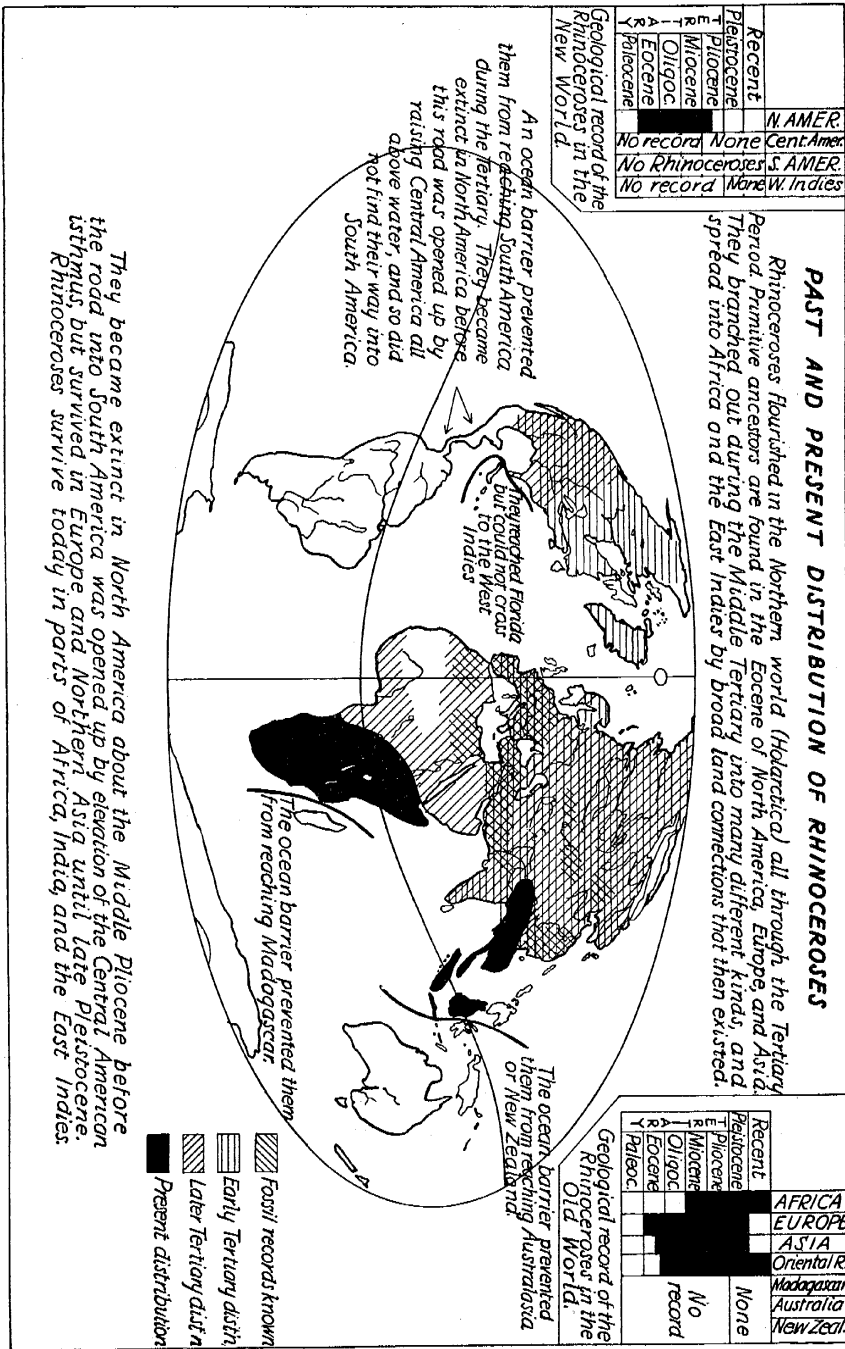 PAST AND PRESENT DISTRIBUTION OF RHINOCEROSES
Rhinoceroses flourished in the Northern world (Holarctica) all through the Tertiary
Period. Primitive ancestors are found in the Eocene of North America, Europe, and Asia.
They branched out during the Middle Tertiary into many different kinds, and
spread into Africa and the East Indies by broad land connections that then existed.
N. AMER.
Cent. Amer.
S. AMER.
W. Indies
Recent
Pleistocene
TERTIARY
Pliocene
Miocene
Oligoc.
Eocene
Paleocene
No record None
No Rhinoceroses
No record None
Geological record of the
Rhinoceroses in the
New World.
AFRICA
EUROPE
ASIA
Oriental R.
Madagascar
Australia
New Zeal.
Recent
Pleistocene
TERTIARY
Pliocene
Miocene
Oligoc.
Eocene
Paleoc.
None
No
record
Geological record of the
Rhinoceroses in the
Old World.
An ocean barrier prevented
them from reaching South America
during the Tertiary. They became
extinct in North America before
this road was opened up by
raising Central America all
above water, and so did
not find their way into
South America.
They reached Florida
but could not cross
to the West
Indies
The ocean barrier prevented them
from reaching Madagascar.
The ocean barrier prevented
them from reaching Australasia
or New Zealand.
Fossil records known
Early Tertiary distn,
Later Tertiary distn
Present distribution
They became extinct in North America about the Middle Pliocene before
the road into South America was opened up by elevation of the Central American
isthmus, but survived in Europe and Northern Asia until late Pleistocene.
Rhinoceroses survive today in parts of Africa, India, and the East Indies.